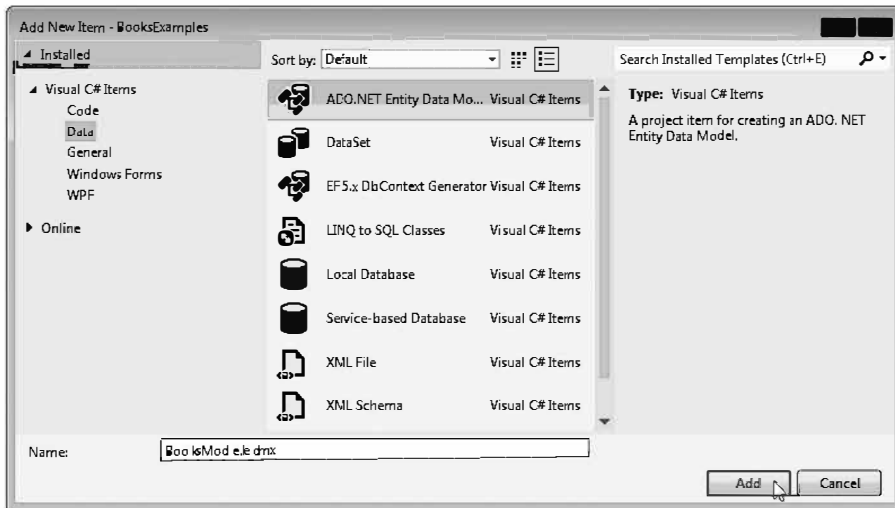 Add New Item - BooksExamples
Installed
Sort by: Default
Search Installed Templates (Ctrl+E)
Visual C# Items
Code
Data
General
Windows Forms
WPF
Online
ADO.NET Entity Data Mo... Visual C# Items
DataSet Visual C# Items
EF5.x DbContext Generator Visual C# Items
LINQ to SQL Classes Visual C# Items
Local Database Visual C# Items
Service-based Database Visual C# Items
XML File Visual C# Items
XML Schema Visual C# Items
Type: Visual C# Items
A project item for creating an ADO. NET
Entity Data Model.
Name: BooksModel.edmx
Add Cancel